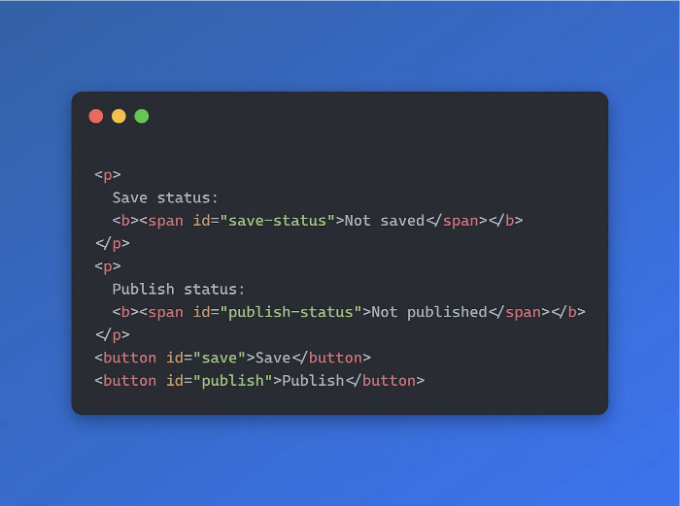 <p>
  Save status:
  <b><span id="save-status">Not saved</span></b>
</p>
<p>
  Publish status:
  <b><span id="publish-status">Not published</span></b>
</p>
<button id="save">Save</button>
<button id="publish">Publish</button>